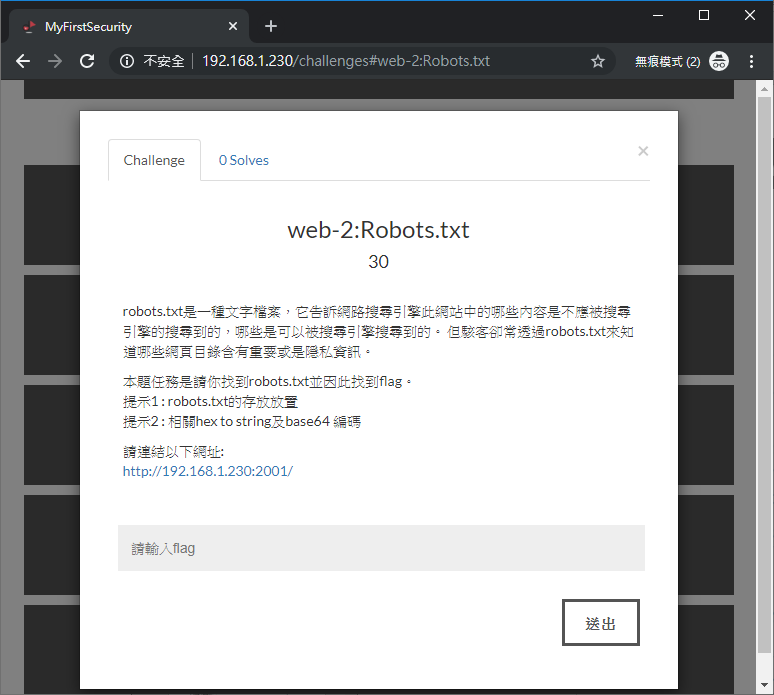 MyFirstSecurity
不安全 192.168.1.230/challenges#web-2:Robots.txt 無痕模式 (2)
Challenge 0 Solves
web-2:Robots.txt
30
robots.txt是一種文字檔案，它告訴網路搜尋引擎此網站中的哪些內容是不應被搜尋
引擎的搜尋到的，哪些是可以被搜尋引擎搜尋到的。 但駭客卻常透過robots.txt來知
道哪些網頁目錄含有重要或是隱私資訊。
本題任務是請你找到robots.txt並因此找到flag。
提示1 : robots.txt的存放放置
提示2 : 相關hex to string及base64 編碼
請連結以下網址:
http://192.168.1.230:2001/
請輸入flag
送出